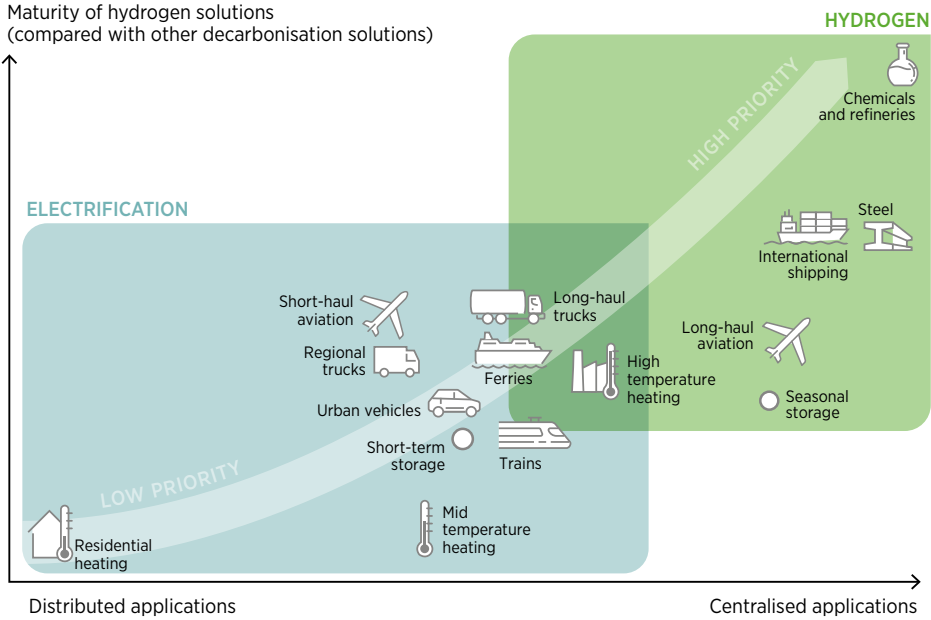 Maturity of hydrogen solutions
(compared with other decarbonisation solutions)
HYDROGEN
Chemicals
and refineries
HIGH PRIORITY
ELECTRIFICATION
Steel
International
shipping
Short-haul
aviation
Long-haul
trucks
Long-haul
aviation
Regional
trucks
Ferries
High
temperature
heating
Urban vehicles
Seasonal
storage
Short-term
storage
Trains
LOW PRIORITY
Mid
temperature
heating
Residential
heating
Distributed applications
Centralised applications